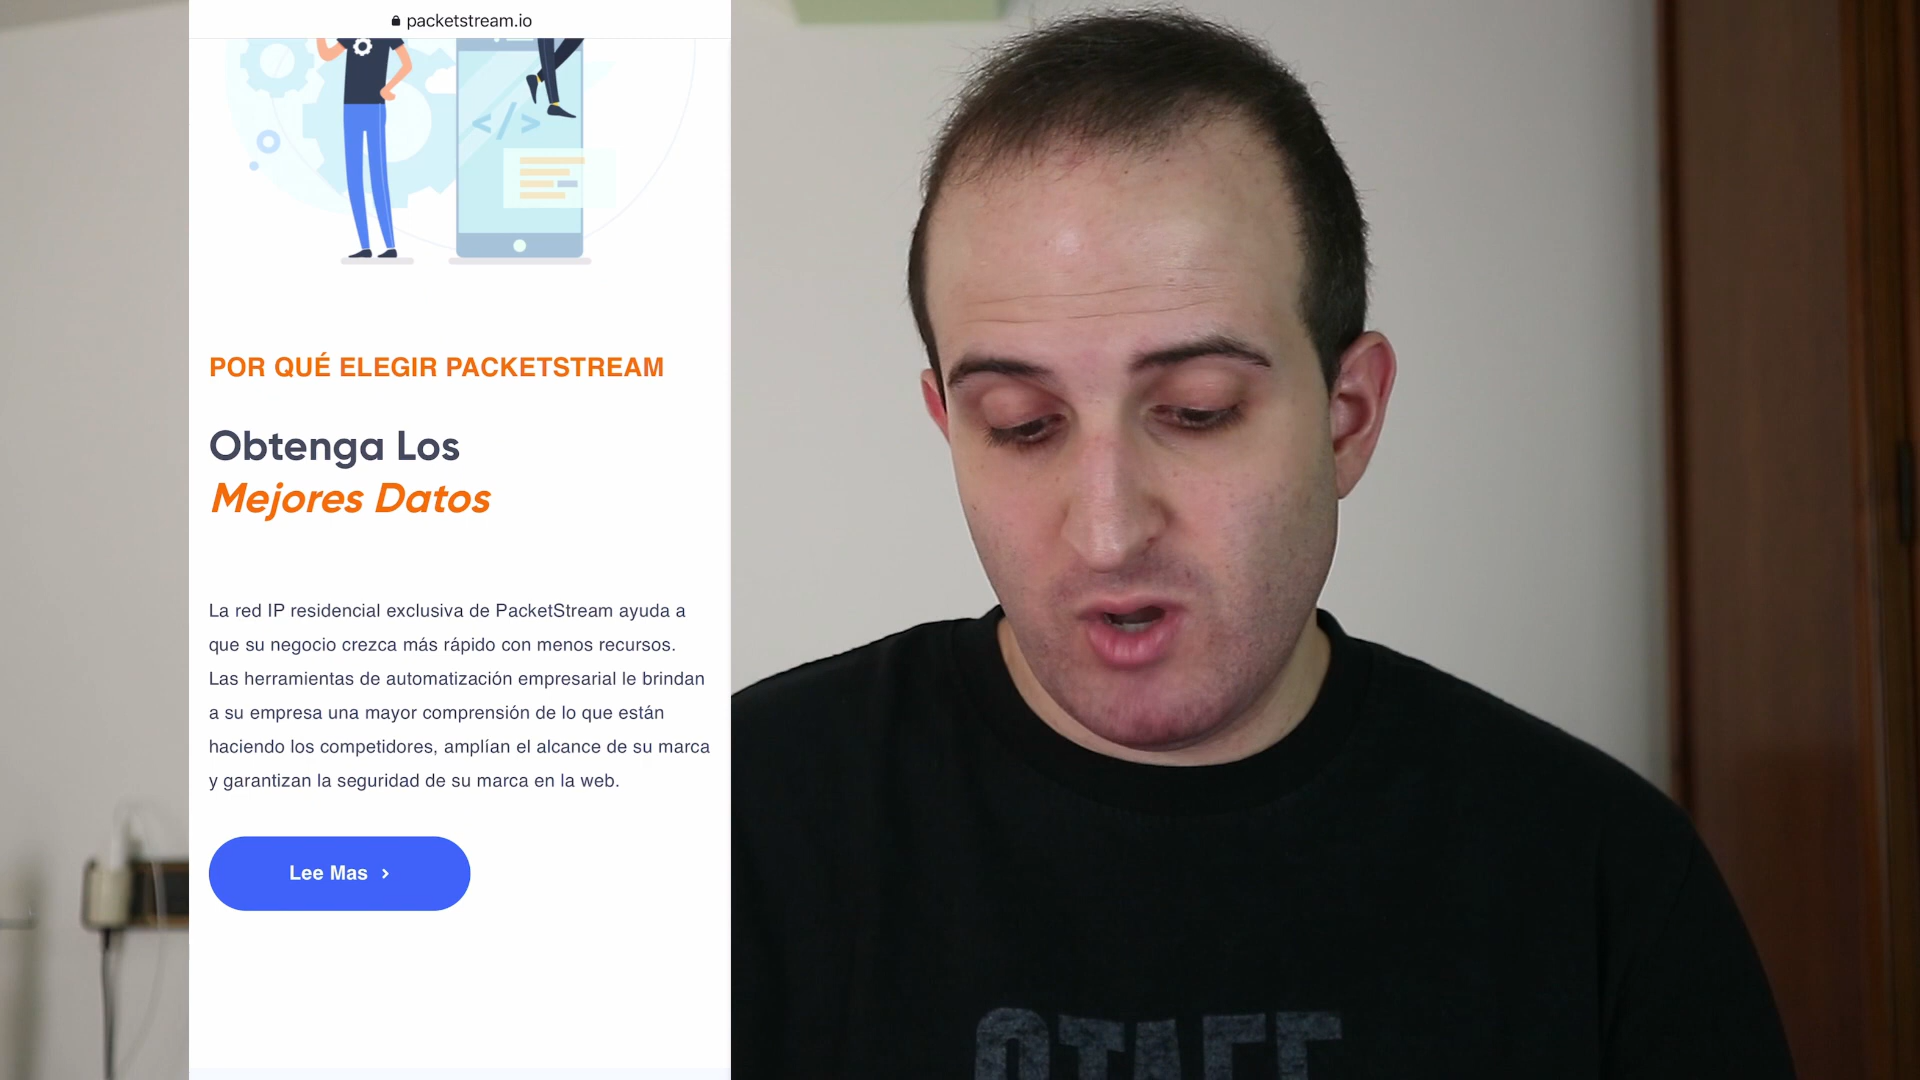 packetstream.io
</>
POR QUÉ ELEGIR PACKETSTREAM
Obtenga Los
Mejores Datos
La red IP residencial exclusiva de PacketStream ayuda a
que su negocio crezca más rápido con menos recursos.
Las herramientas de automatización empresarial le brindan
a su empresa una mayor comprensión de lo que están
haciendo los competidores, amplían el alcance de su marca
y garantizan la seguridad de su marca en la web.
Lee Mas >
STAFF